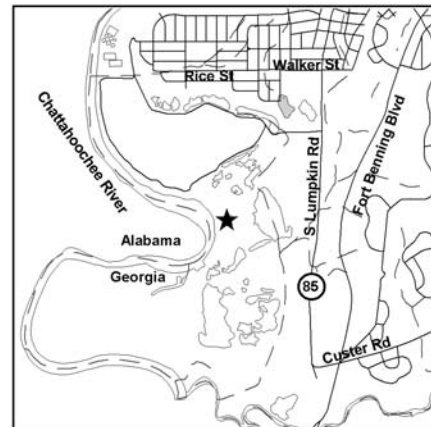 Walker St
Rice St
Chattahoochee River
S Lumpkin Rd
Fort Benning Blvd
Alabama
Georgia
85
Custer Rd